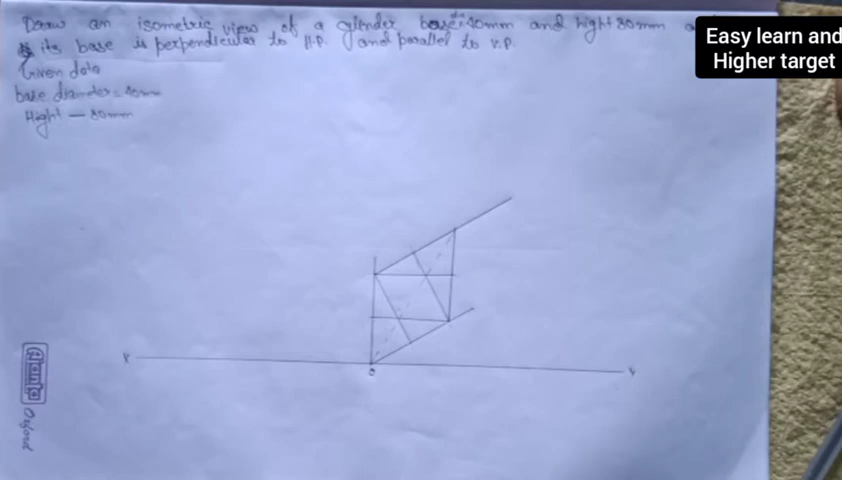 Draw an isometric view of a cylinder base 40mm and hight 80mm
its base is perpendicular to H.P. and parallel to V.P.
Given data
base diameter = 40mm
Hight — 80mm
Easy learn and
Higher target
X
o
Y
Oxford